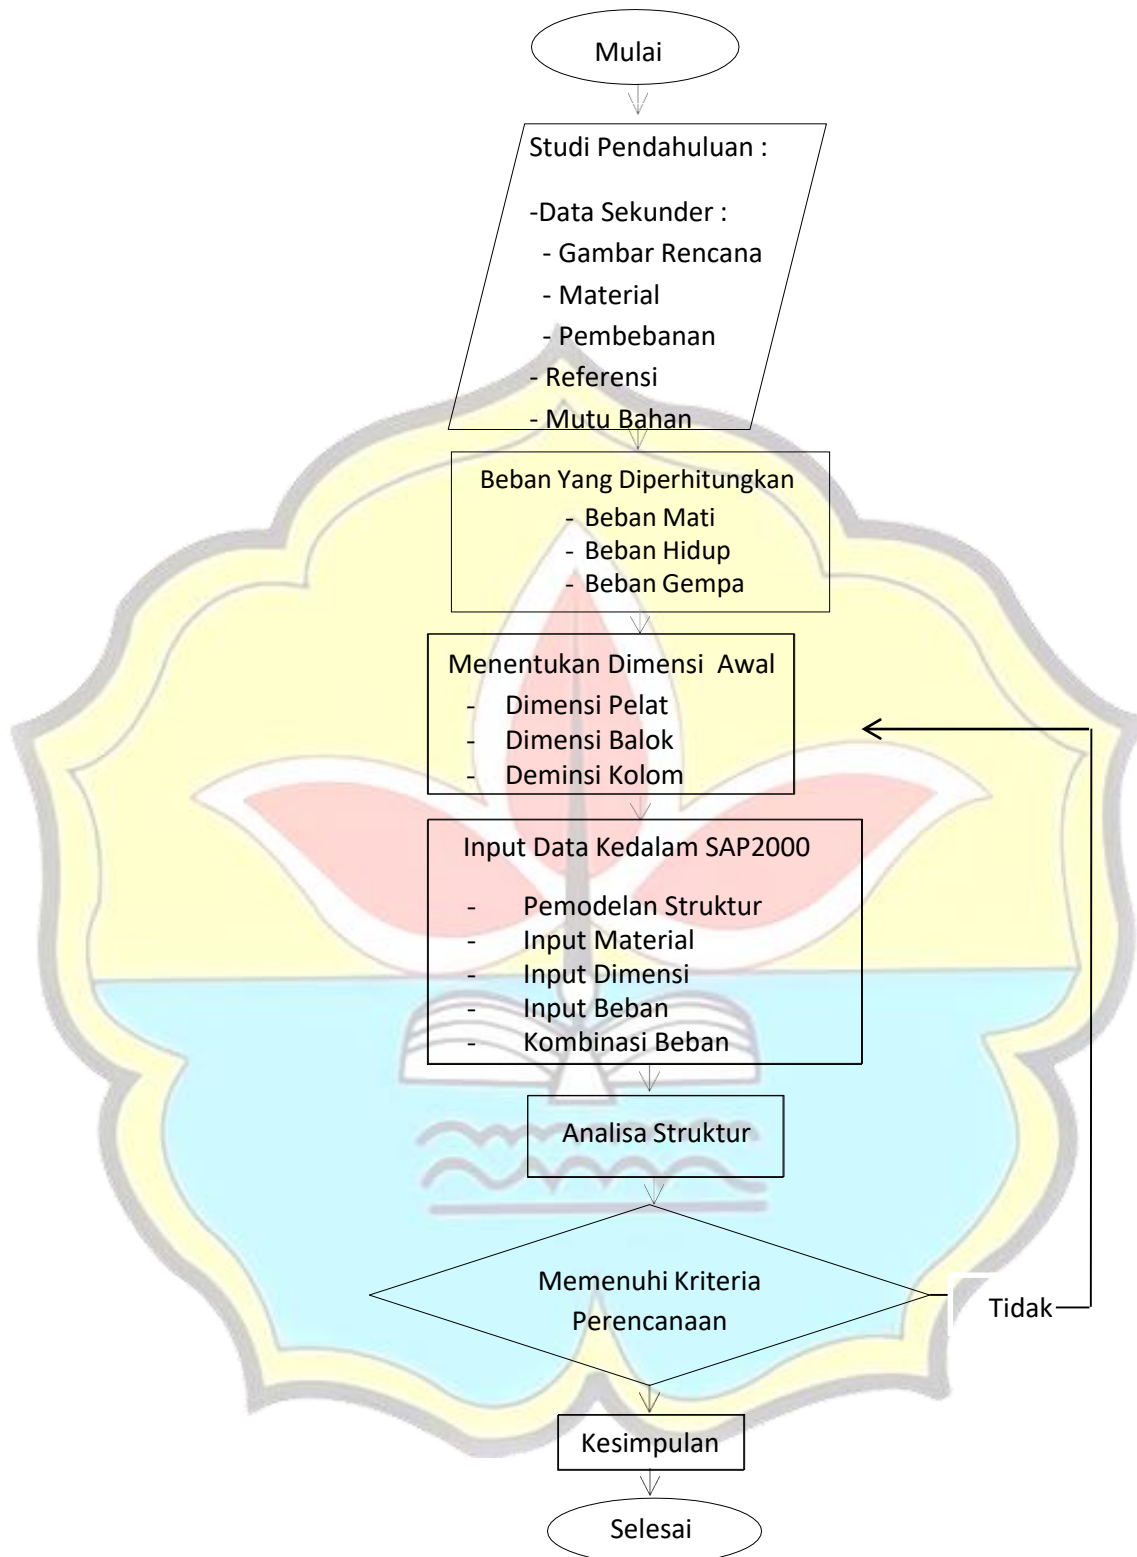 Mulai
Studi Pendahuluan :
-Data Sekunder :
- Gambar Rencana
- Material
- Pembebanan
- Referensi
- Mutu Bahan
Beban Yang Diperhitungkan
- Beban Mati
- Beban Hidup
- Beban Gempa
Menentukan Dimensi Awal
- Dimensi Pelat
- Dimensi Balok
- Deminsi Kolom
Input Data Kedalam SAP2000
- Pemodelan Struktur
- Input Material
- Input Dimensi
- Input Beban
- Kombinasi Beban
Analisa Struktur
Memenuhi Kriteria
Perencanaan
Tidak
Kesimpulan
Selesai